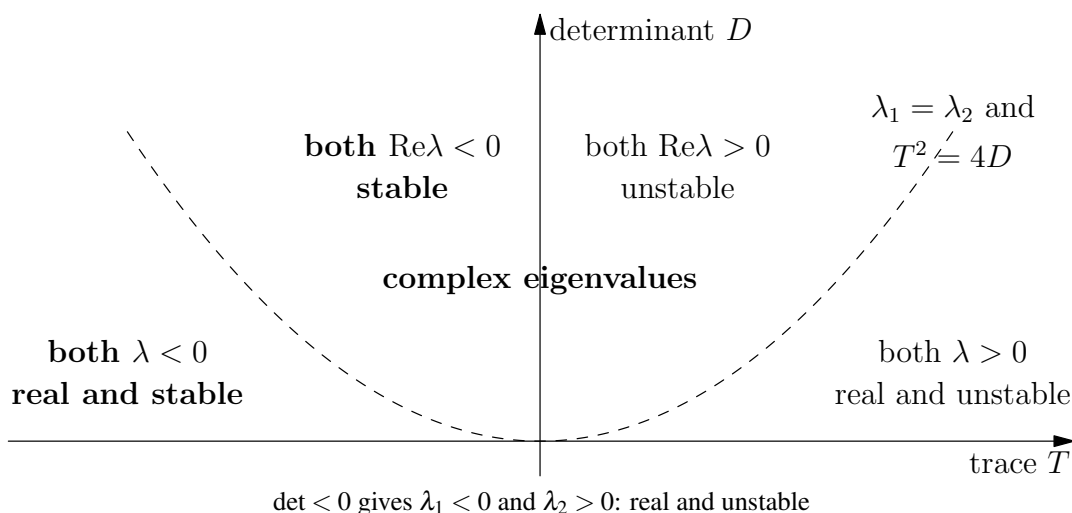 determinant D
λ₁ = λ₂ and
T² = 4D
both Reλ < 0
stable
both Reλ > 0
unstable
complex eigenvalues
both λ < 0
real and stable
both λ > 0
real and unstable
trace T
det < 0 gives λ₁ < 0 and λ₂ > 0: real and unstable